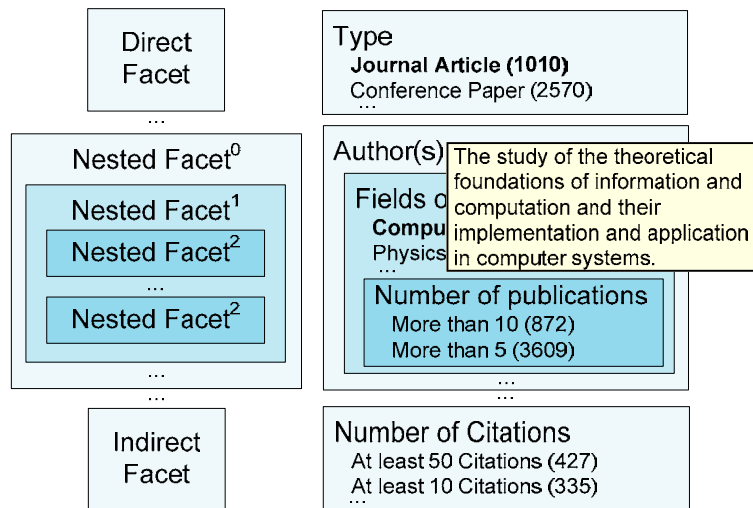 Direct
Facet
...
Nested Facet⁰
Nested Facet¹
Nested Facet²
...
Nested Facet²
...
...
Indirect
Facet
Type
Journal Article (1010)
Conference Paper (2570)
...
Author(s)
The study of the theoretical
foundations of information and
computation and their
implementation and application
in computer systems.
Fields o
Compu
Physics
...
Number of publications
More than 10 (872)
More than 5 (3609)
...
Number of Citations
At least 50 Citations (427)
At least 10 Citations (335)
...